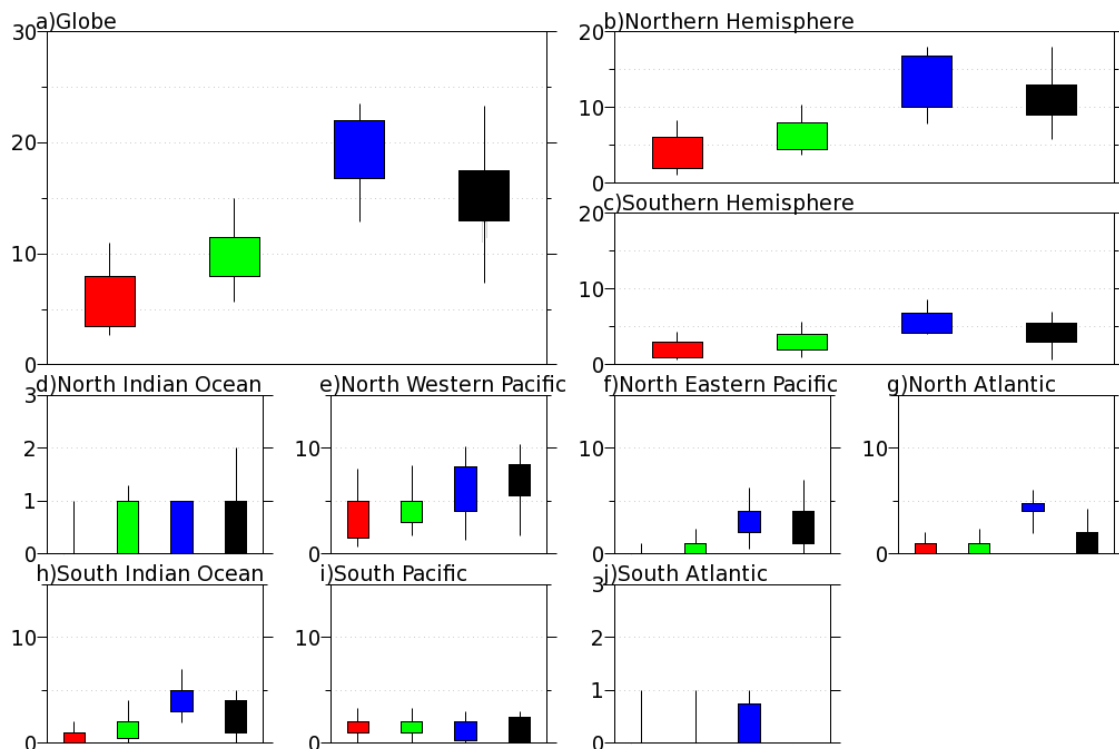 a)Globe
30
20
10
0
b)Northern Hemisphere
20
10
0
c)Southern Hemisphere
20
10
0
d)North Indian Ocean
3
2
1
0
e)North Western Pacific
10
0
f)North Eastern Pacific
10
0
g)North Atlantic
10
0
h)South Indian Ocean
10
0
i)South Pacific
10
0
j)South Atlantic
3
2
1
0